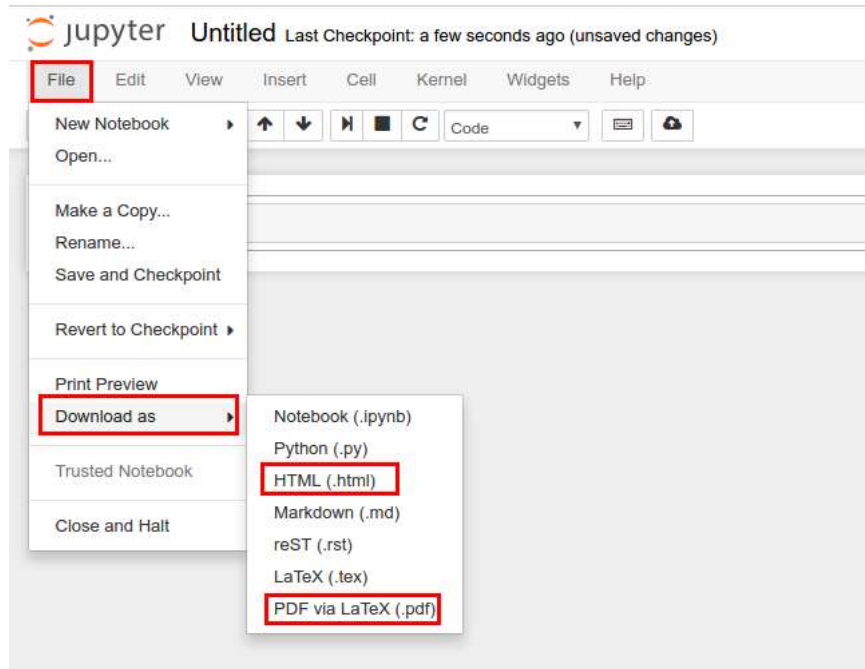 jupyter Untitled Last Checkpoint: a few seconds ago (unsaved changes)
File Edit View Insert Cell Kernel Widgets Help
Code
New Notebook
Open...
Make a Copy...
Rename...
Save and Checkpoint
Revert to Checkpoint
Print Preview
Download as
Trusted Notebook
Close and Halt
Notebook (.ipynb)
Python (.py)
HTML (.html)
Markdown (.md)
reST (.rst)
LaTeX (.tex)
PDF via LaTeX (.pdf)